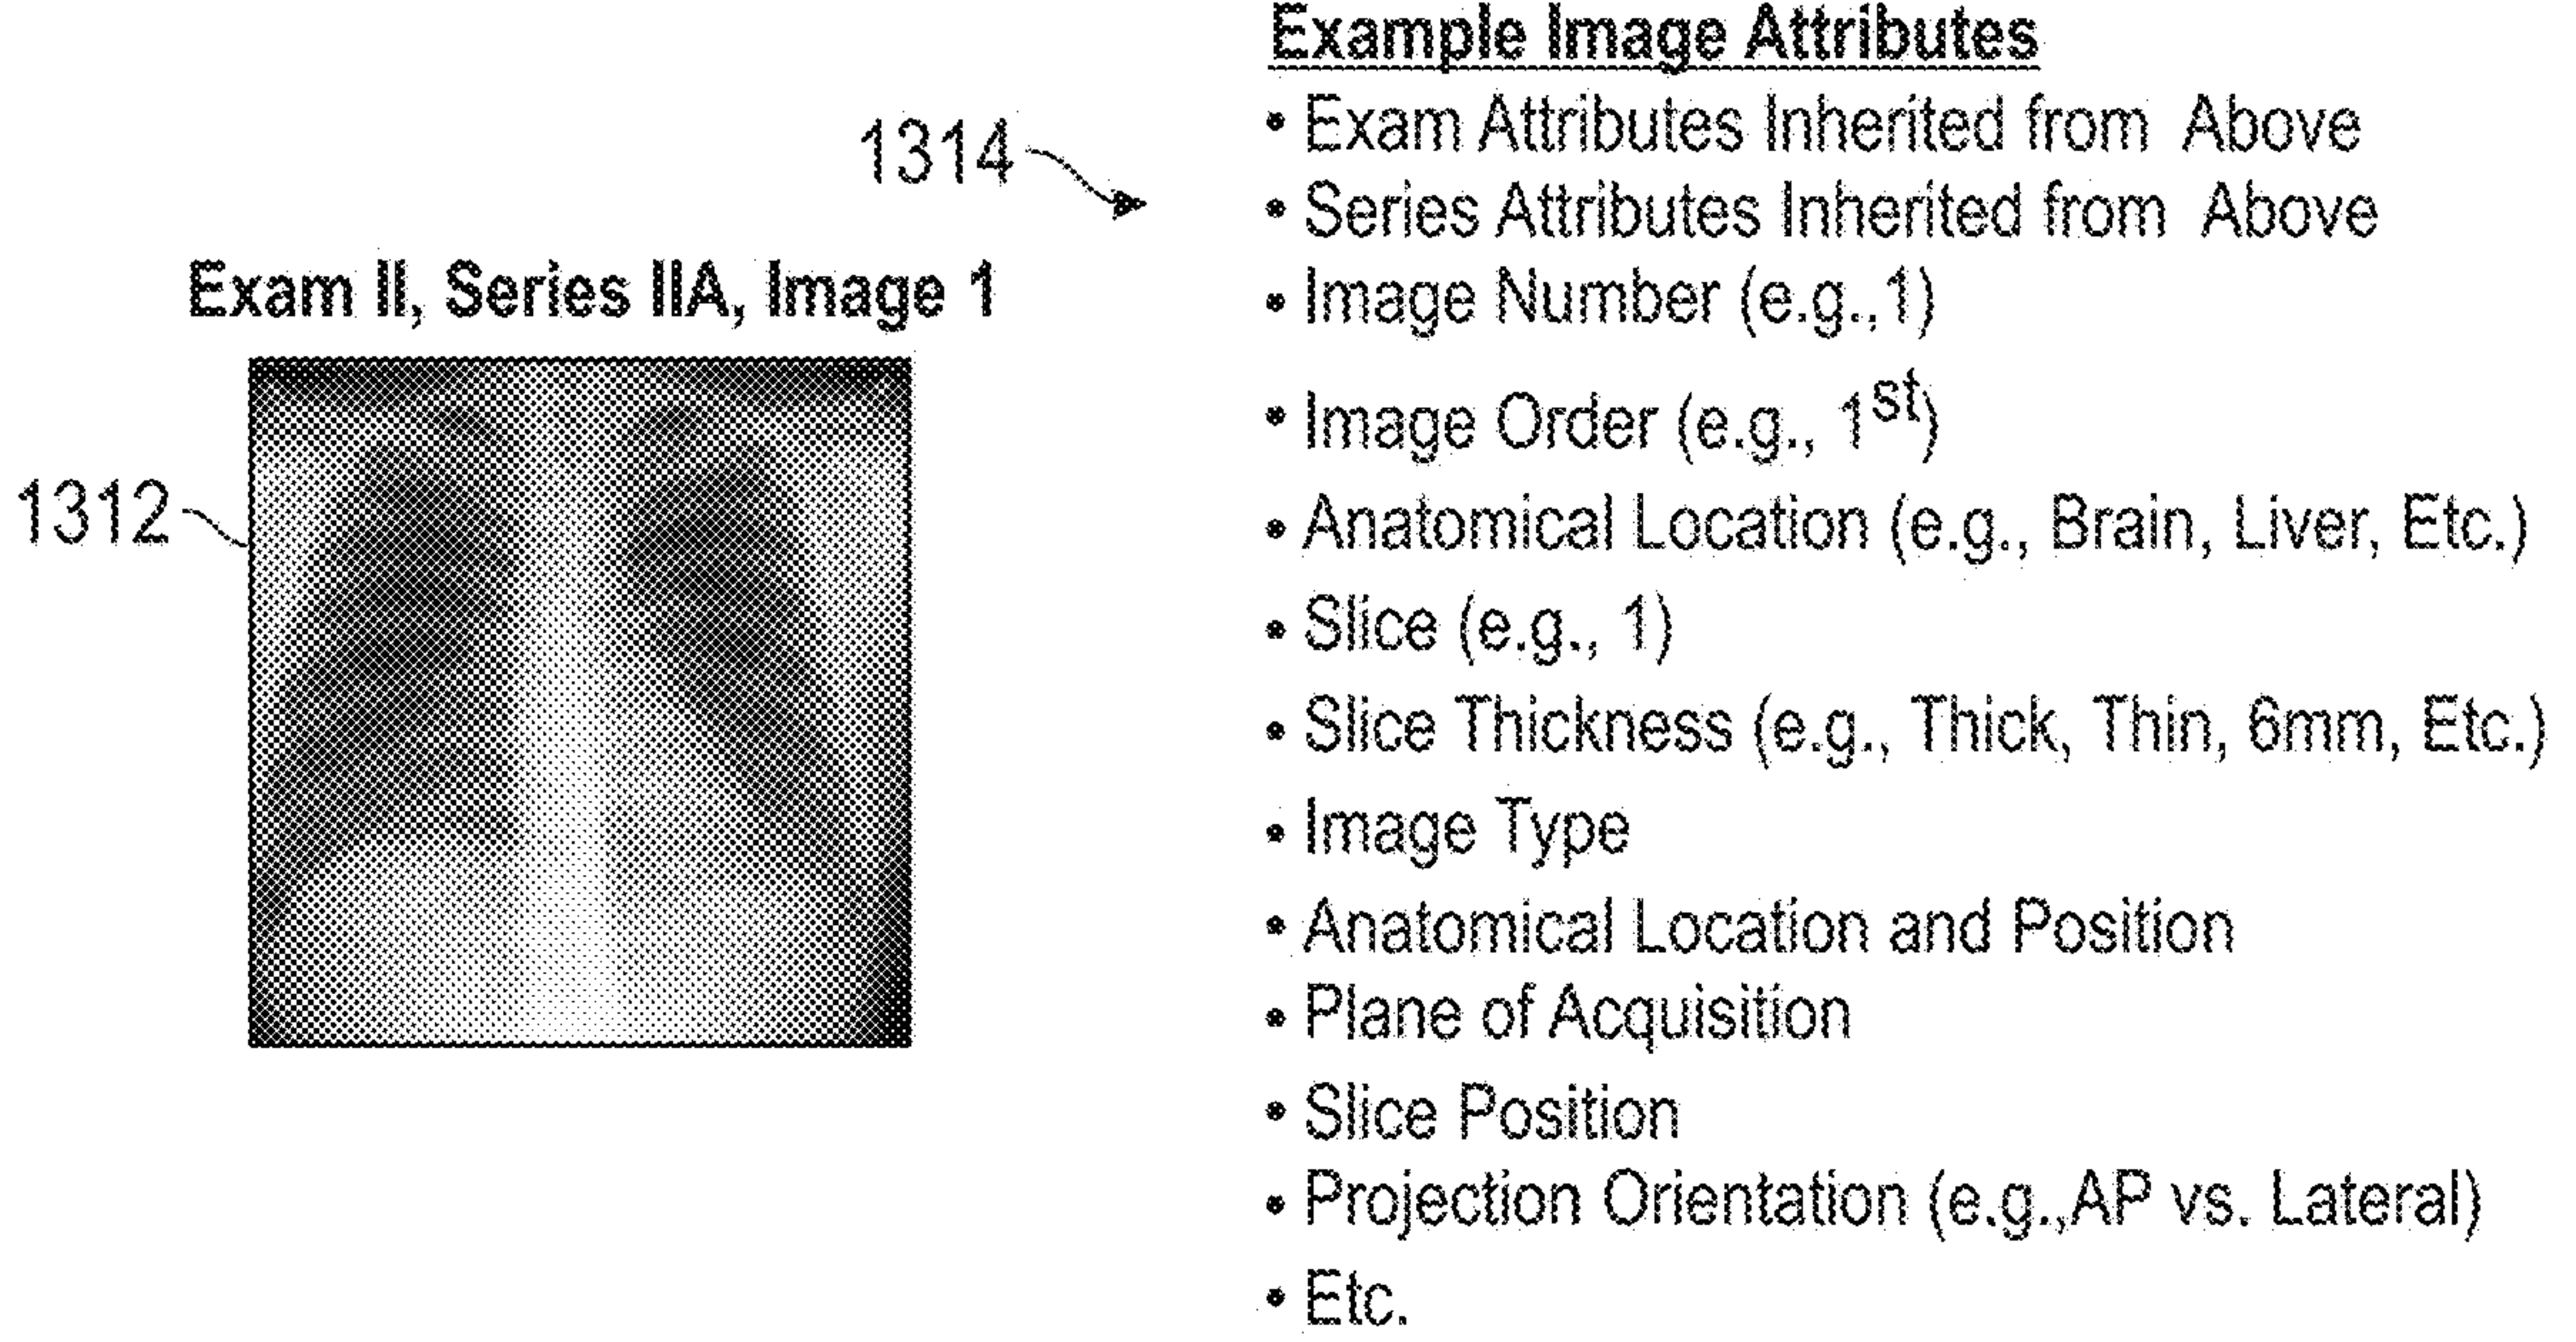 1314
Exam II, Series IIA, Image 1
1312
Example Image Attributes
• Exam Attributes Inherited from Above
• Series Attributes Inherited from Above
• Image Number (e.g.,1)
• Image Order (e.g., 1st)
• Anatomical Location (e.g., Brain, Liver, Etc.)
• Slice (e.g., 1)
• Slice Thickness (e.g., Thick, Thin, 6mm, Etc.)
• Image Type
• Anatomical Location and Position
• Plane of Acquisition
• Slice Position
• Projection Orientation (e.g.,AP vs. Lateral)
• Etc.